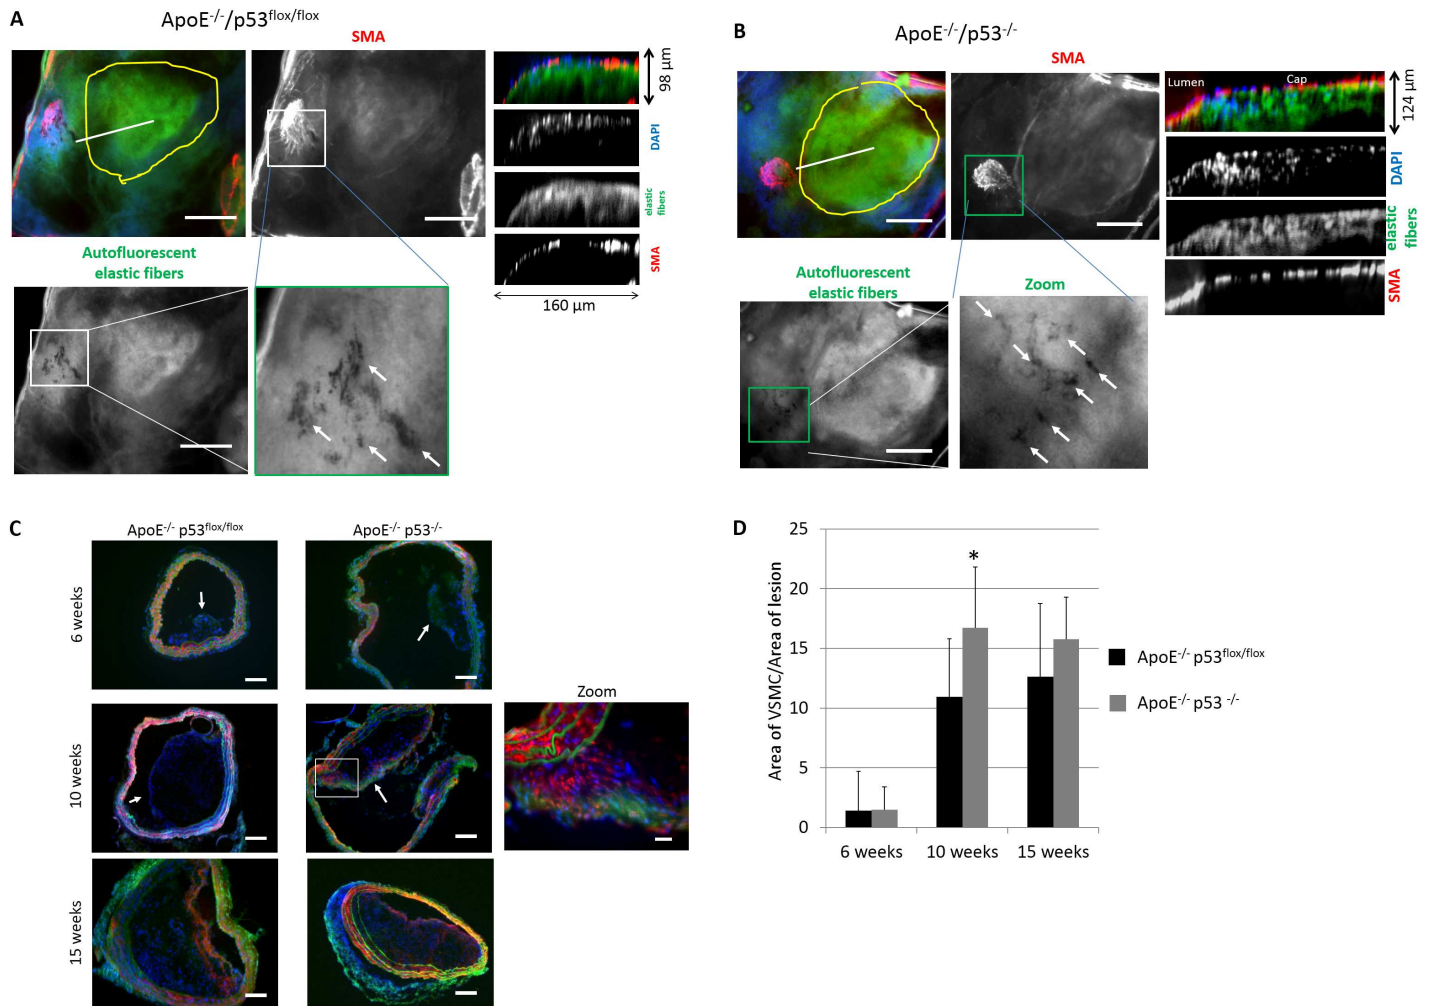 A
ApoE-/-/p53flox/flox
SMA
98 µm
DAPI
elastic
fibers
SMA
160 µm
Autofluorescent
elastic fibers
B
ApoE-/-/p53-/-
SMA
Lumen
Cap
124 µm
DAPI
elastic
fibers
SMA
Autofluorescent
elastic fibers
Zoom
C
ApoE-/- p53flox/flox
ApoE-/- p53-/-
6 weeks
10 weeks
15 weeks
Zoom
D
Area of VSMC/Area of lesion
25
20
15
10
5
0
*
6 weeks
10 weeks
15 weeks
ApoE-/- p53flox/flox
ApoE-/- p53 -/-